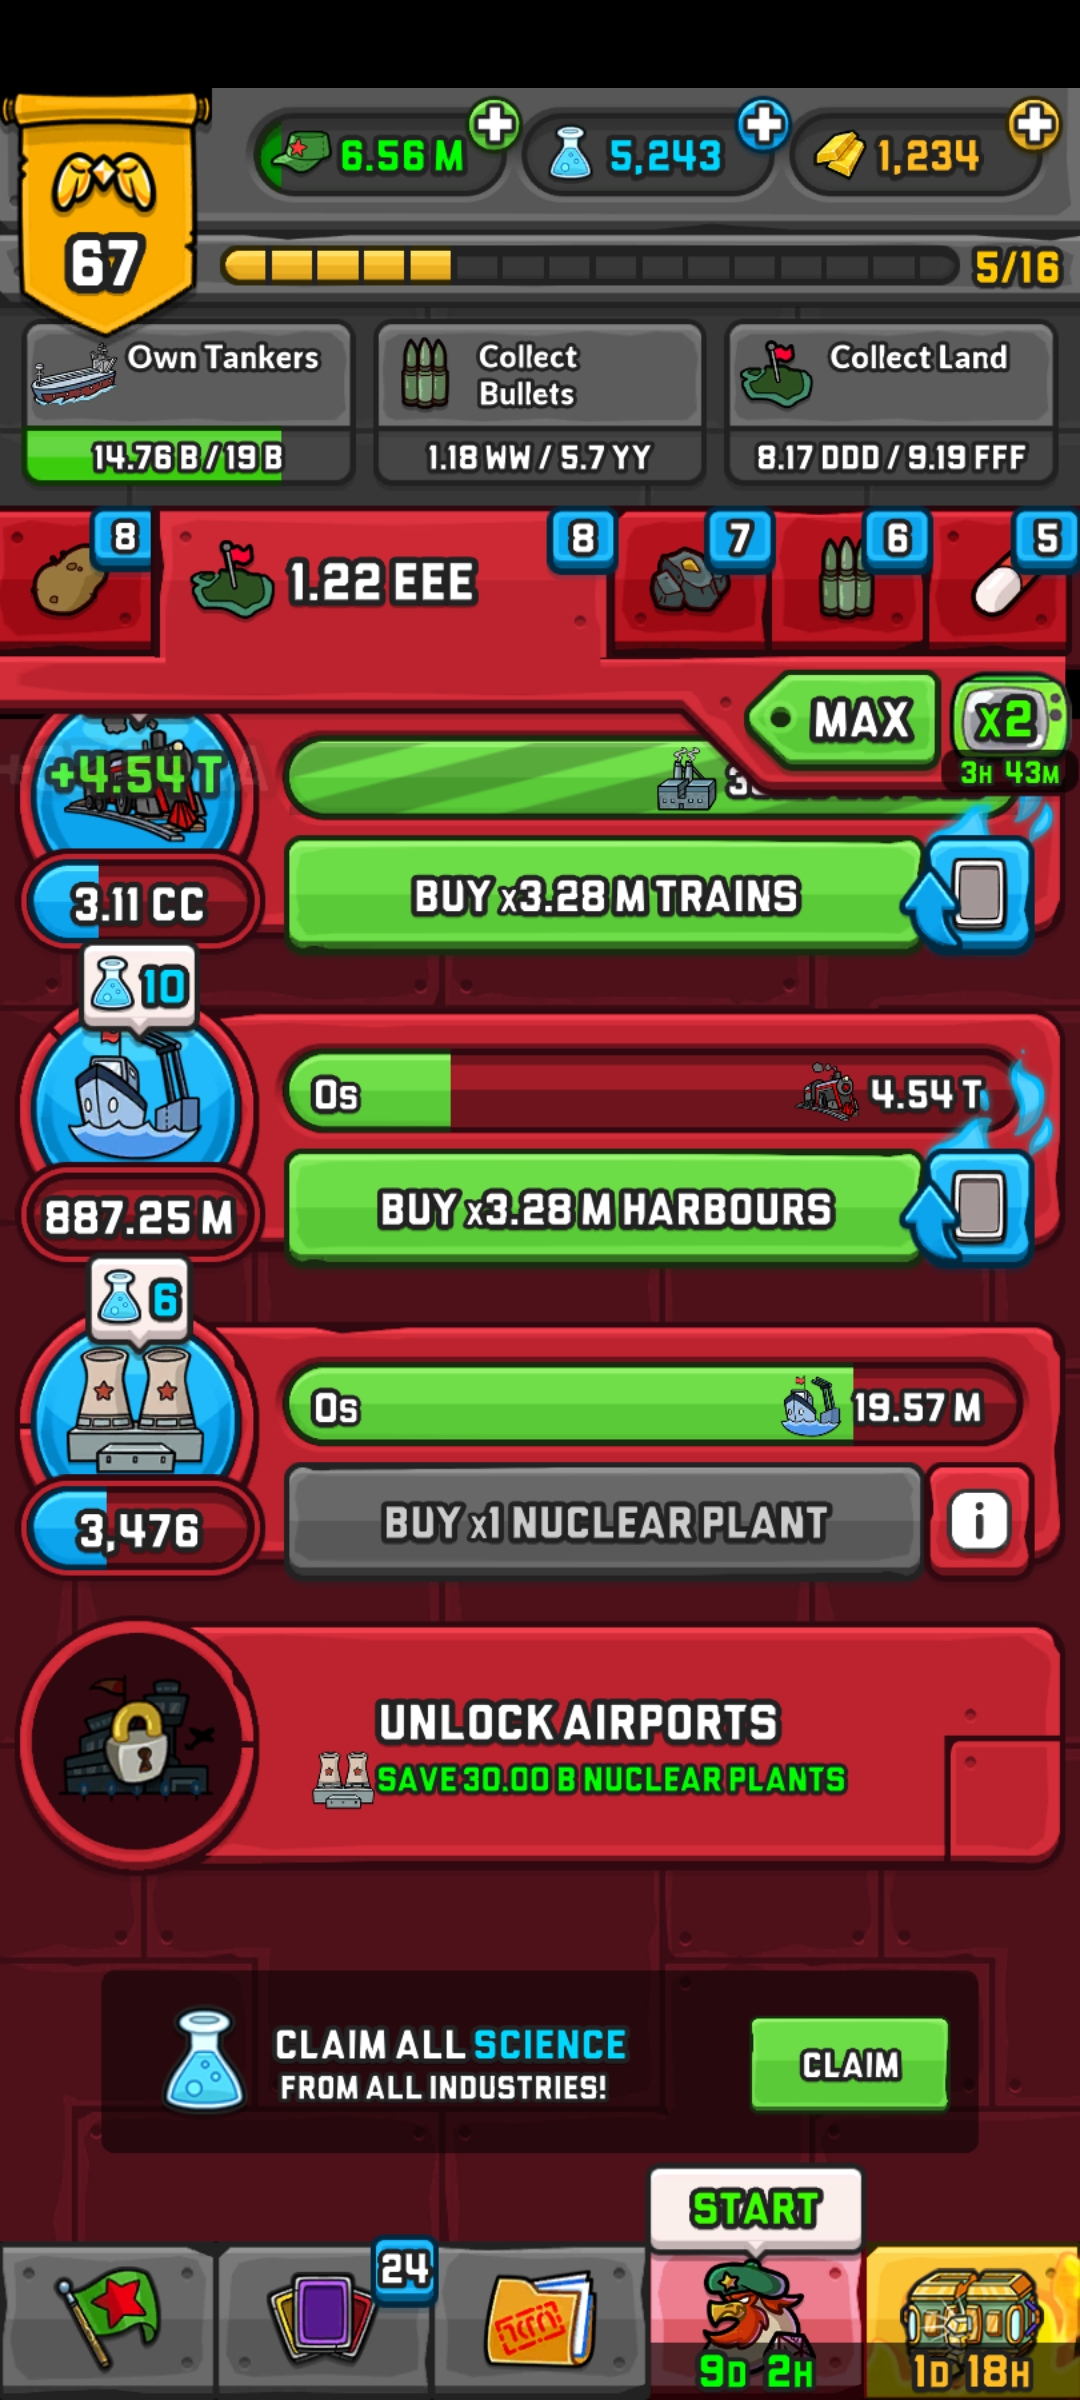 6.56 M
5,243
1,234
67
5/16
Own Tankers
14.76 B / 19 B
Collect
Bullets
1.18 WW / 5.7 YY
Collect Land
8.17 DDD / 9.19 FFF
8
1.22 EEE
8
7
6
5
MAX
x2
3H 43M
+4.54 T
3.11 CC
BUY x3.28 M TRAINS
10
0s
4.54 T
887.25 M
BUY x3.28 M HARBOURS
6
0s
19.57 M
3,476
BUY x1 NUCLEAR PLANT
i
UNLOCK AIRPORTS
SAVE 30.00 B NUCLEAR PLANTS
CLAIM ALL SCIENCE
FROM ALL INDUSTRIES!
CLAIM
START
24
9D 2H
1D 18H